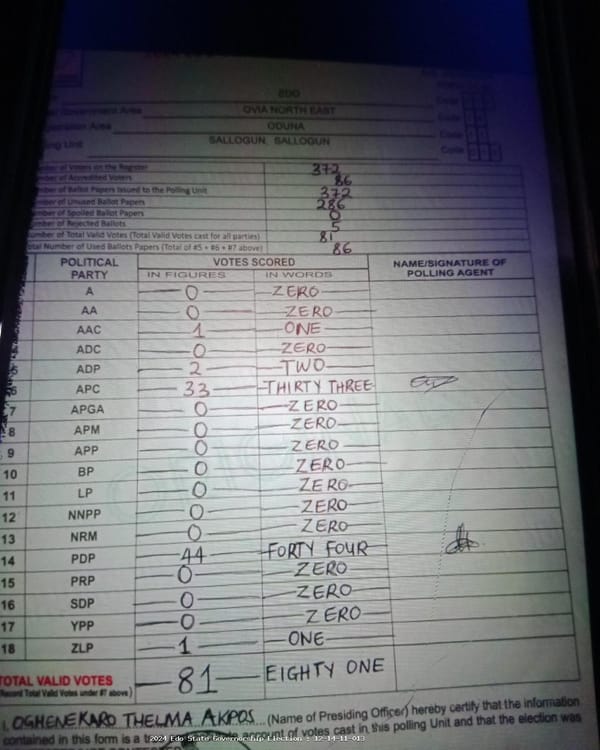 EDO
Government Area OVIA NORTH EAST
Area ODUNA
Unit SALLOGUN, SALLOGUN
Code
Code
Code
Number of Voters on the Register 372
Number of Accredited Voters 86
Number of Ballot Papers Issued to the Polling Unit 372
Number of Unused Ballot Papers 286
Number of Spoiled Ballot Papers 0
Number of Rejected Ballots 5
Number of Total Valid Votes (Total Valid Votes cast for all parties) 81
Total Number of Used Ballots Papers (Total of #5 + #6 + #7 above) 86
POLITICAL PARTY VOTES SCORED NAME/SIGNATURE OF POLLING AGENT
IN FIGURES IN WORDS
A 0 ZERO
AA 0 ZERO
AAC 1 ONE
ADC 0 ZERO
5 ADP 2 TWO
6 APC 33 THIRTY THREE
7 APGA 0 ZERO
8 APM 0 ZERO
9 APP 0 ZERO
10 BP 0 ZERO
11 LP 0 ZERO
12 NNPP 0 ZERO
13 NRM 0 ZERO
14 PDP 44 FORTY FOUR
15 PRP 0 ZERO
16 SDP 0 ZERO
17 YPP 0 ZERO
18 ZLP 1 ONE
TOTAL VALID VOTES 81 EIGHTY ONE
(Record Total Valid Votes under #7 above)
I, OGHENEKARO THELMA AKPOS (Name of Presiding Officer) hereby certify that the information
contained in this form is a account of votes cast in this polling Unit and that the election was
2024 Edo State Governorship Election : 12-14-11-013